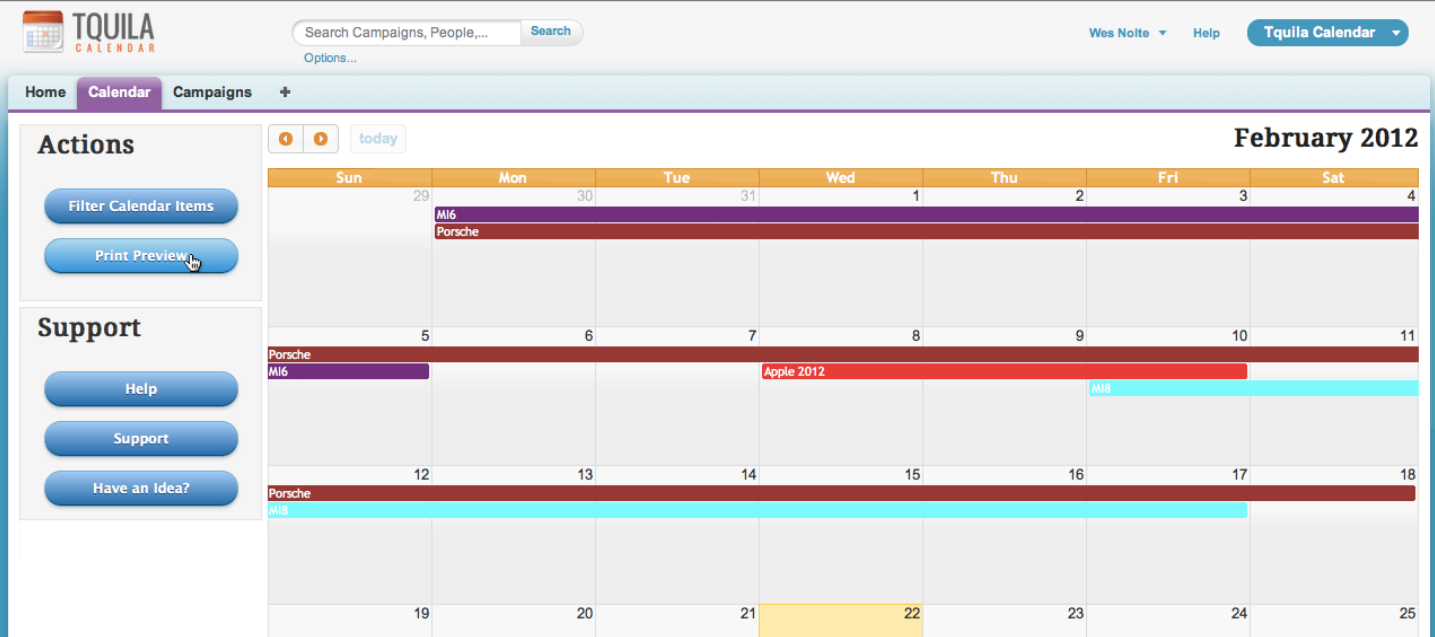 TQUILA
CALENDAR
Search Campaigns, People,...
Search
Options...
Wes Nolte
Help
Tquila Calendar
Home
Calendar
Campaigns
+
Actions
Filter Calendar Items
Print Preview
Support
Help
Support
Have an Idea?
today
February 2012
Sun Mon Tue Wed Thu Fri Sat
29 30 31 1 2 3 4
MI6
Porsche
5 6 7 8 9 10 11
Porsche
MI6 Apple 2012
MI8
12 13 14 15 16 17 18
Porsche
MI8
19 20 21 22 23 24 25